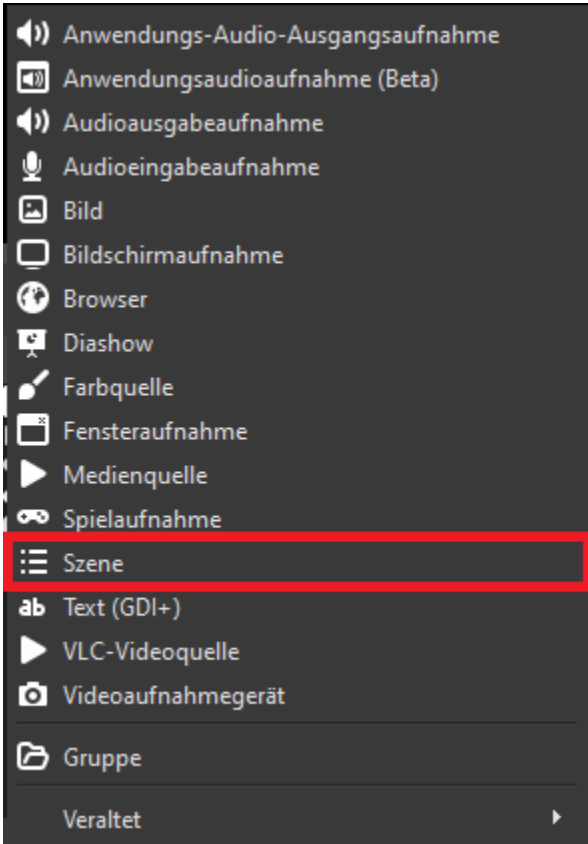 Anwendungs-Audio-Ausgangsaufnahme
Anwendungsaudioaufnahme (Beta)
Audioausgabeaufnahme
Audioeingabeaufnahme
Bild
Bildschirmaufnahme
Browser
Diashow
Farbquelle
Fensteraufnahme
Medienquelle
Spielaufnahme
Szene
ab Text (GDI+)
VLC-Videoquelle
Videoaufnahmegerät
Gruppe
Veraltet